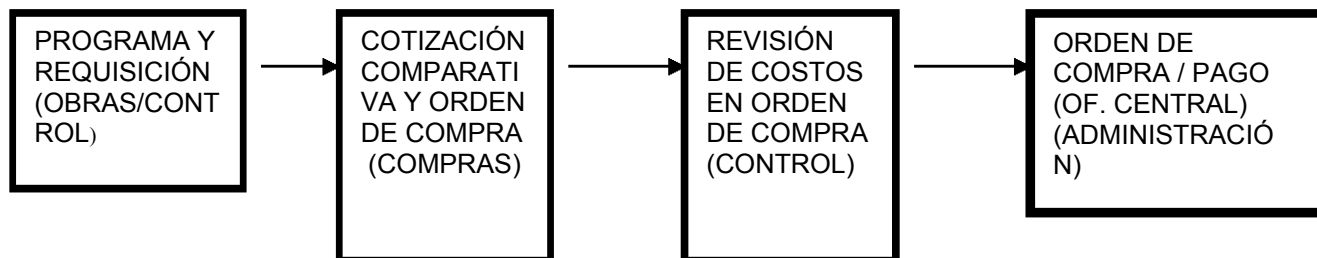 PROGRAMA Y
REQUISICIÓN
(OBRAS/CONT
ROL)
COTIZACIÓN
COMPARATI
VA Y ORDEN
DE COMPRA
(COMPRAS)
REVISIÓN
DE COSTOS
EN ORDEN
DE COMPRA
(CONTROL)
ORDEN DE
COMPRA / PAGO
(OF. CENTRAL)
(ADMINISTRACIÓ
N)